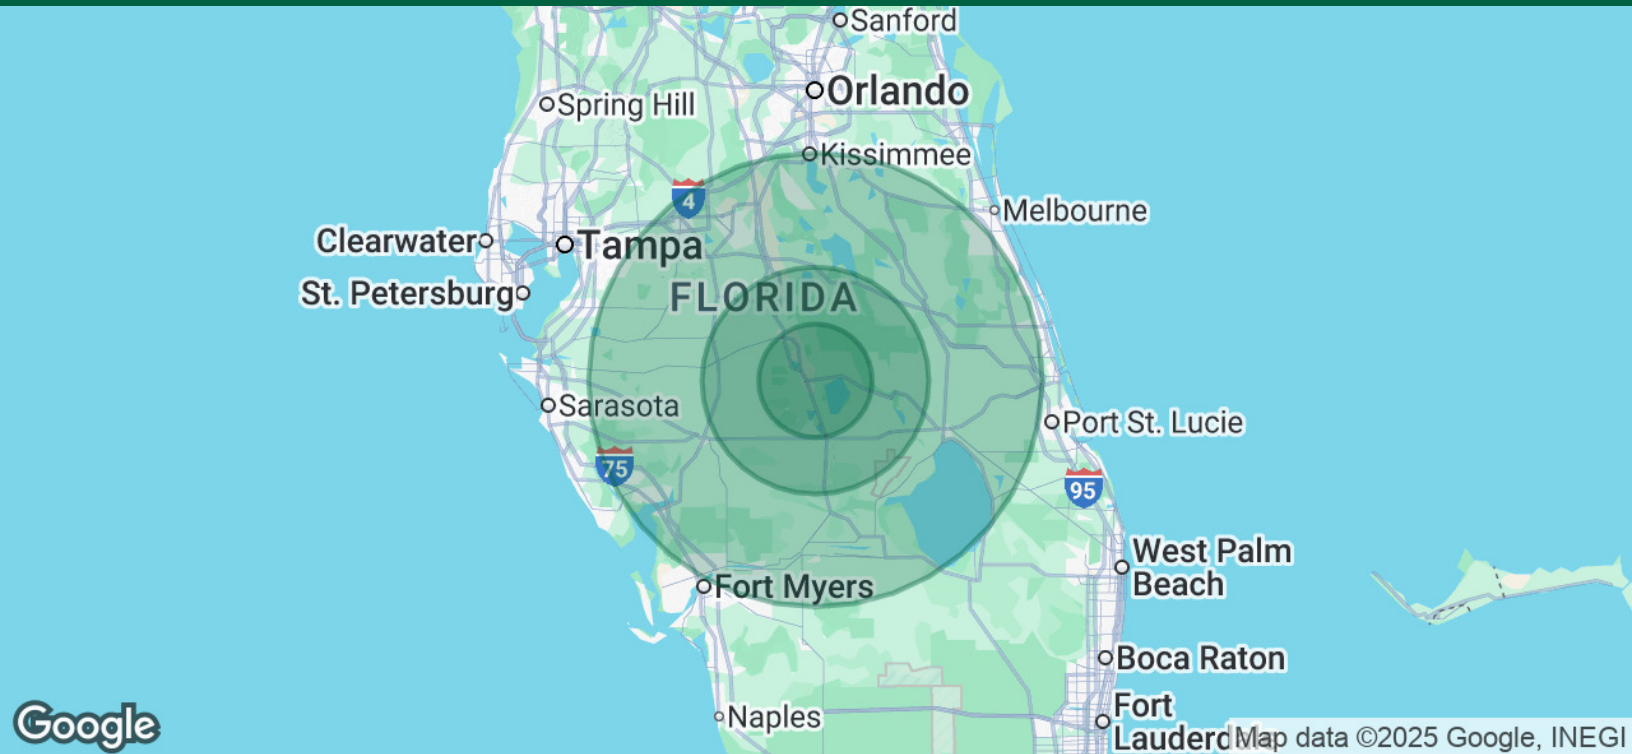 Sanford
Orlando
Spring Hill
Kissimmee
4
Melbourne
Clearwater
Tampa
St. Petersburg
FLORIDA
Sarasota
Port St. Lucie
75
95
West Palm
Beach
Fort Myers
Boca Raton
Fort
Naples
Google
Map data ©2025 Google, INEGI